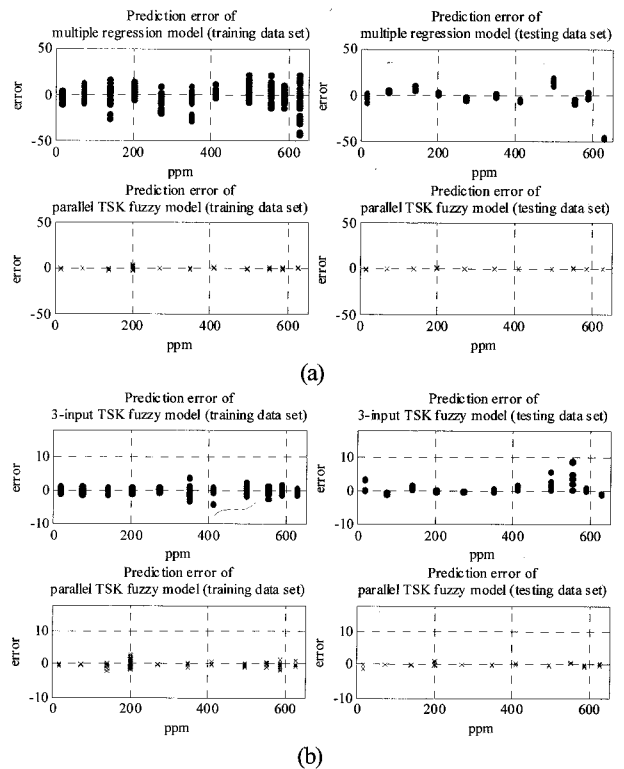 Prediction error of
multiple regression model (training data set)
50
0
-50
error
0
200
400
600
ppm
Prediction error of
multiple regression model (testing data set)
50
0
-50
error
0
200
400
600
ppm
Prediction error of
parallel TSK fuzzy model (training data set)
50
0
-50
error
0
200
400
600
ppm
Prediction error of
parallel TSK fuzzy model (testing data set)
50
0
-50
error
0
200
400
600
ppm
(a)
Prediction error of
3-input TSK fuzzy model (training data set)
10
0
-10
error
0
200
400
600
ppm
Prediction error of
3-input TSK fuzzy model (testing data set)
10
0
-10
error
0
200
400
600
ppm
Prediction error of
parallel TSK fuzzy model (training data set)
10
0
-10
error
0
200
400
600
ppm
Prediction error of
parallel TSK fuzzy model (testing data set)
10
0
-10
error
0
200
400
600
ppm
(b)